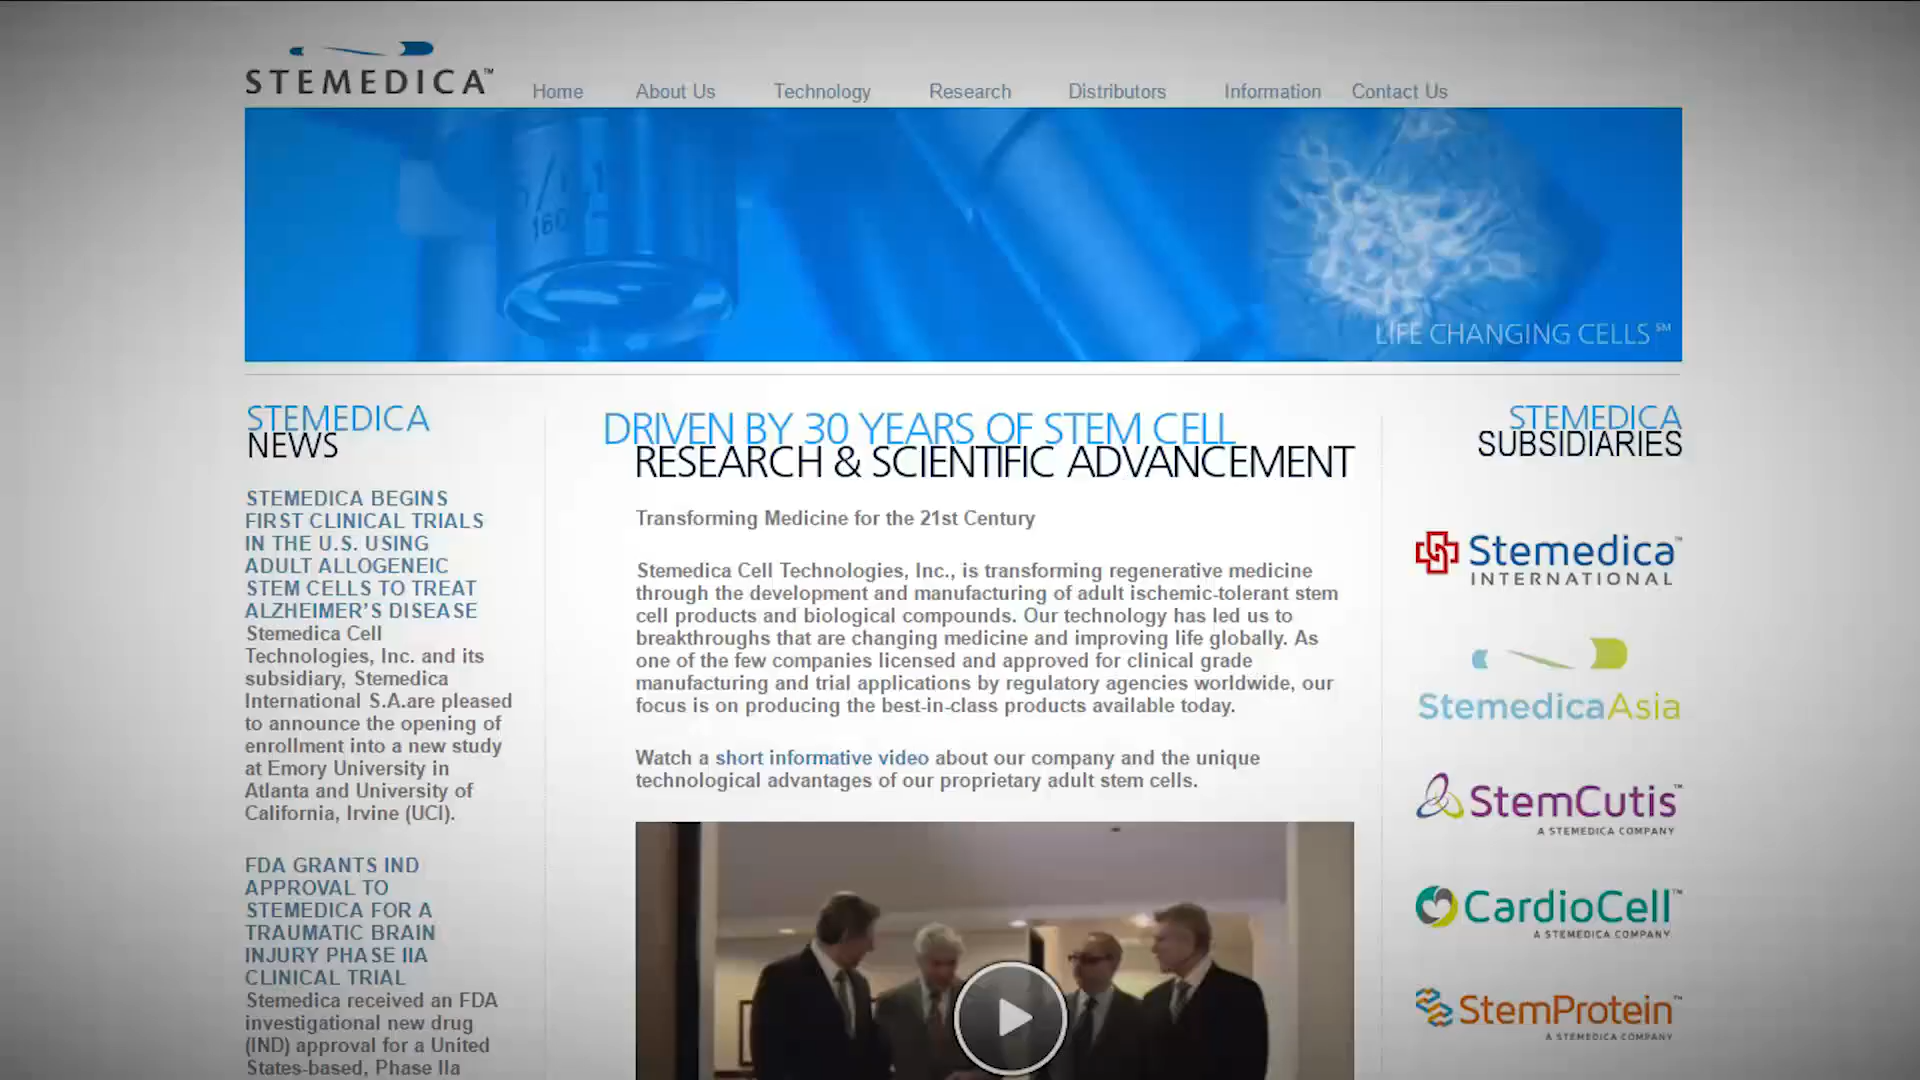 STEMEDICA™
Home
About Us
Technology
Research
Distributors
Information
Contact Us
160
LIFE CHANGING CELLS℠
STEMEDICA
NEWS
STEMEDICA BEGINS
FIRST CLINICAL TRIALS
IN THE U.S. USING
ADULT ALLOGENEIC
STEM CELLS TO TREAT
ALZHEIMER'S DISEASE
Stemedica Cell
Technologies, Inc. and its
subsidiary, Stemedica
International S.A.are pleased
to announce the opening of
enrollment into a new study
at Emory University in
Atlanta and University of
California, Irvine (UCI).
FDA GRANTS IND
APPROVAL TO
STEMEDICA FOR A
TRAUMATIC BRAIN
INJURY PHASE IIA
CLINICAL TRIAL
Stemedica received an FDA
investigational new drug
(IND) approval for a United
States-based, Phase IIa
DRIVEN BY 30 YEARS OF STEM CELL
RESEARCH & SCIENTIFIC ADVANCEMENT
Transforming Medicine for the 21st Century
Stemedica Cell Technologies, Inc., is transforming regenerative medicine
through the development and manufacturing of adult ischemic-tolerant stem
cell products and biological compounds. Our technology has led us to
breakthroughs that are changing medicine and improving life globally. As
one of the few companies licensed and approved for clinical grade
manufacturing and trial applications by regulatory agencies worldwide, our
focus is on producing the best-in-class products available today.
Watch a short informative video about our company and the unique
technological advantages of our proprietary adult stem cells.
STEMEDICA
SUBSIDIARIES
Stemedica™
INTERNATIONAL
StemedicaAsia
StemCutis™
A STEMEDICA COMPANY
CardioCell™
A STEMEDICA COMPANY
StemProtein™
A STEMEDICA COMPANY